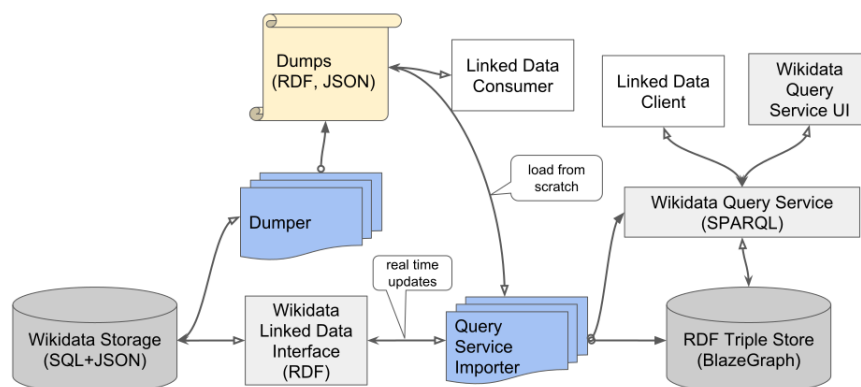 Dumps
(RDF, JSON)
Linked Data
Consumer
Linked Data
Client
Wikidata
Query
Service UI
load from
scratch
Dumper
Wikidata Query Service
(SPARQL)
real time
updates
Wikidata Storage
(SQL+JSON)
Wikidata
Linked Data
Interface
(RDF)
Query
Service
Importer
RDF Triple Store
(BlazeGraph)